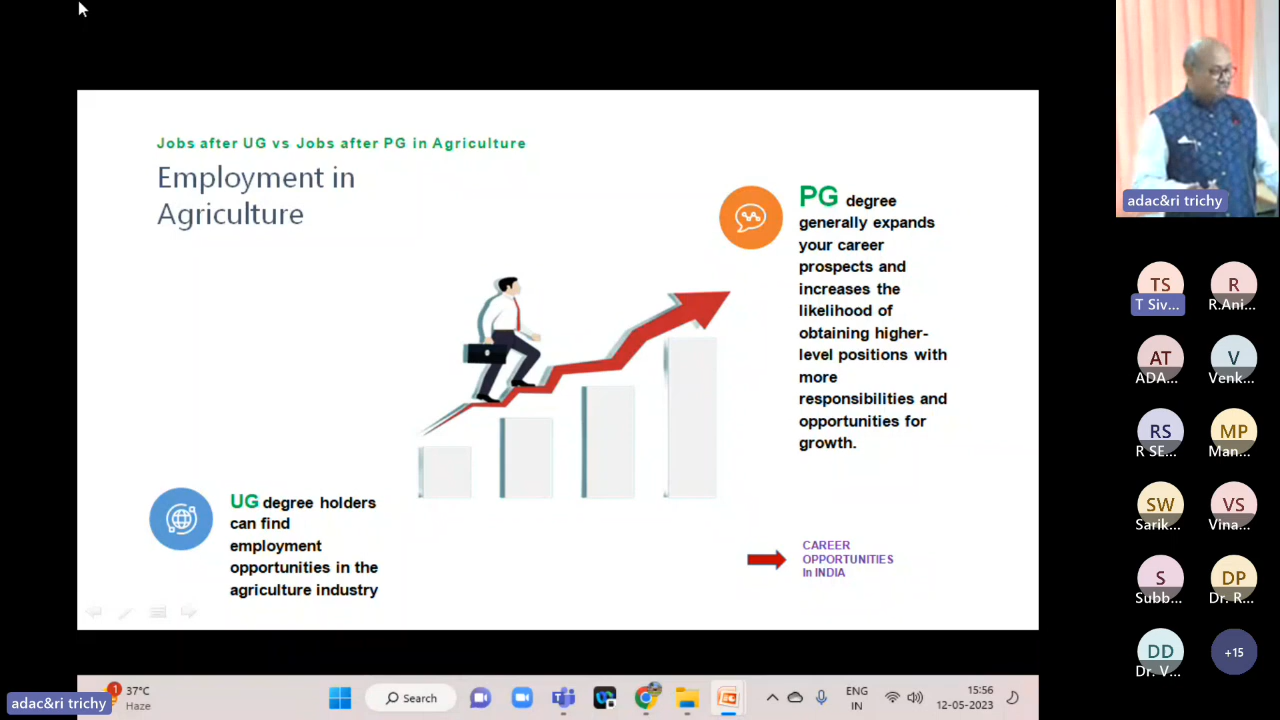 Jobs after UG vs Jobs after PG in Agriculture
Employment in
Agriculture
PG degree
generally expands
your career
prospects and
increases the
likelihood of
obtaining higher-
level positions with
more
responsibilities and
opportunities for
growth.
UG degree holders
can find
employment
opportunities in the
agriculture industry
CAREER
OPPORTUNITIES
In INDIA
adac&ri trichy
TS
T Siv...
R
R.Ani...
AT
ADA...
V
Venk...
RS
R SE...
MP
Man...
SW
Sarik...
VS
Vina...
S
Subb...
DP
Dr. R...
DD
Dr. V...
+15
1
37°C
Haze
adac&ri trichy
Search
ENG
IN
15:56
12-05-2023